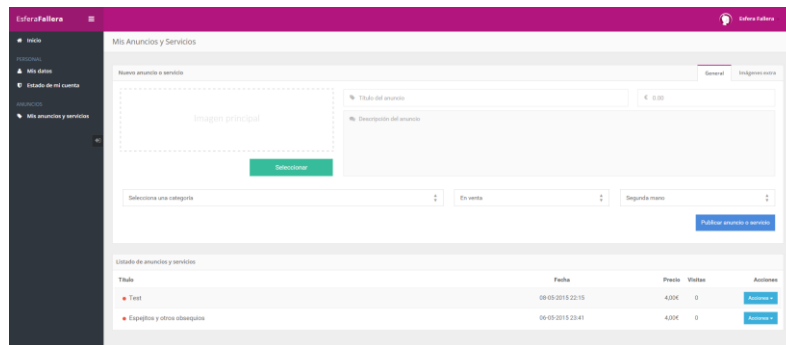 EsferaFallera
Esfera Fallera
Inicio
PERSONAL
Mis datos
Estado de mi cuenta
ANUNCIOS
Mis anuncios y servicios
Mis Anuncios y Servicios
Nuevo anuncio o servicio
General
Imágenes extra
Imagen principal
Seleccionar
Título del anuncio
€ 0.00
Descripción del anuncio
Selecciona una categoría
En venta
Segunda mano
Publicar anuncio o servicio
Listado de anuncios y servicios
Título Fecha Precio Visitas Acciones
Test 08-05-2015 22:15 4,00€ 0 Acciones
Espejitos y otros obsequios 06-05-2015 23:41 4,00€ 0 Acciones